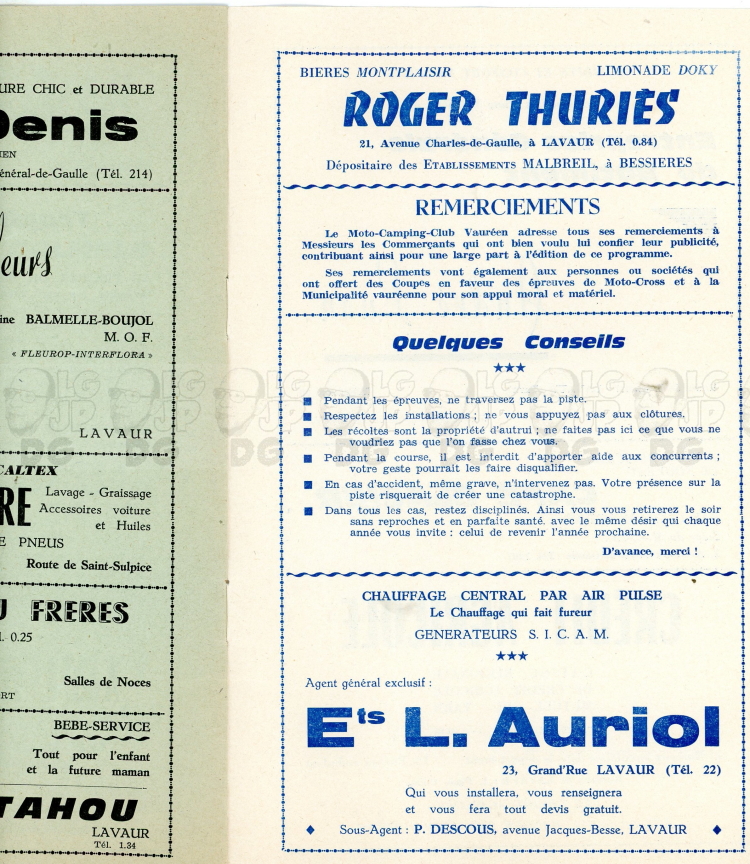 URE CHIC et DURABLE
Denis
IEN
énéral-de-Gaulle (Tél. 214)
eurs
ine BALMELLE-BOUJOL
M. O. F.
« FLEUROP-INTERFLORA »
LAVAUR
CALTEX
Lavage - Graissage
Accessoires voiture
et Huiles
RE
E PNEUS
Route de Saint-Sulpice
U FRERES
l. 0.25
Salles de Noces
RT
BEBE-SERVICE
Tout pour l'enfant
et la future maman
TAHOU
LAVAUR
Tél. 1.34
BIERES MONTPLAISIR LIMONADE DOKY
ROGER THURIÈS
21, Avenue Charles-de-Gaulle, à LAVAUR (Tél. 0.84)
Dépositaire des ETABLISSEMENTS MALBREIL, à BESSIERES
REMERCIEMENTS
Le Moto-Camping-Club Vauréen adresse tous ses remerciements à
Messieurs les Commerçants qui ont bien voulu lui confier leur publicité,
contribuant ainsi pour une large part à l'édition de ce programme.
Ses remerciements vont également aux personnes ou sociétés qui
ont offert des Coupes en faveur des épreuves de Moto-Cross et à la
Municipalité vauréenne pour son appui moral et matériel.
Quelques Conseils
★★★
■ Pendant les épreuves, ne traversez pas la piste.
■ Respectez les installations ; ne vous appuyez pas aux clôtures.
■ Les récoltes sont la propriété d'autrui ; ne faites pas ici ce que vous ne
voudriez pas que l'on fasse chez vous.
■ Pendant la course, il est interdit d'apporter aide aux concurrents ;
votre geste pourrait les faire disqualifier.
■ En cas d'accident, même grave, n'intervenez pas. Votre présence sur la
piste risquerait de créer une catastrophe.
■ Dans tous les cas, restez disciplinés. Ainsi vous vous retirerez le soir
sans reproches et en parfaite santé. avec le même désir qui chaque
année vous invite : celui de revenir l'année prochaine.
D'avance, merci !
CHAUFFAGE CENTRAL PAR AIR PULSE
Le Chauffage qui fait fureur
GENERATEURS S. I. C. A. M.
★★★
Agent général exclusif :
Ets L. Auriol
23, Grand'Rue LAVAUR (Tél. 22)
Qui vous installera, vous renseignera
et vous fera tout devis gratuit.
♦ Sous-Agent : P. DESCOUS, avenue Jacques-Besse, LAVAUR ♦